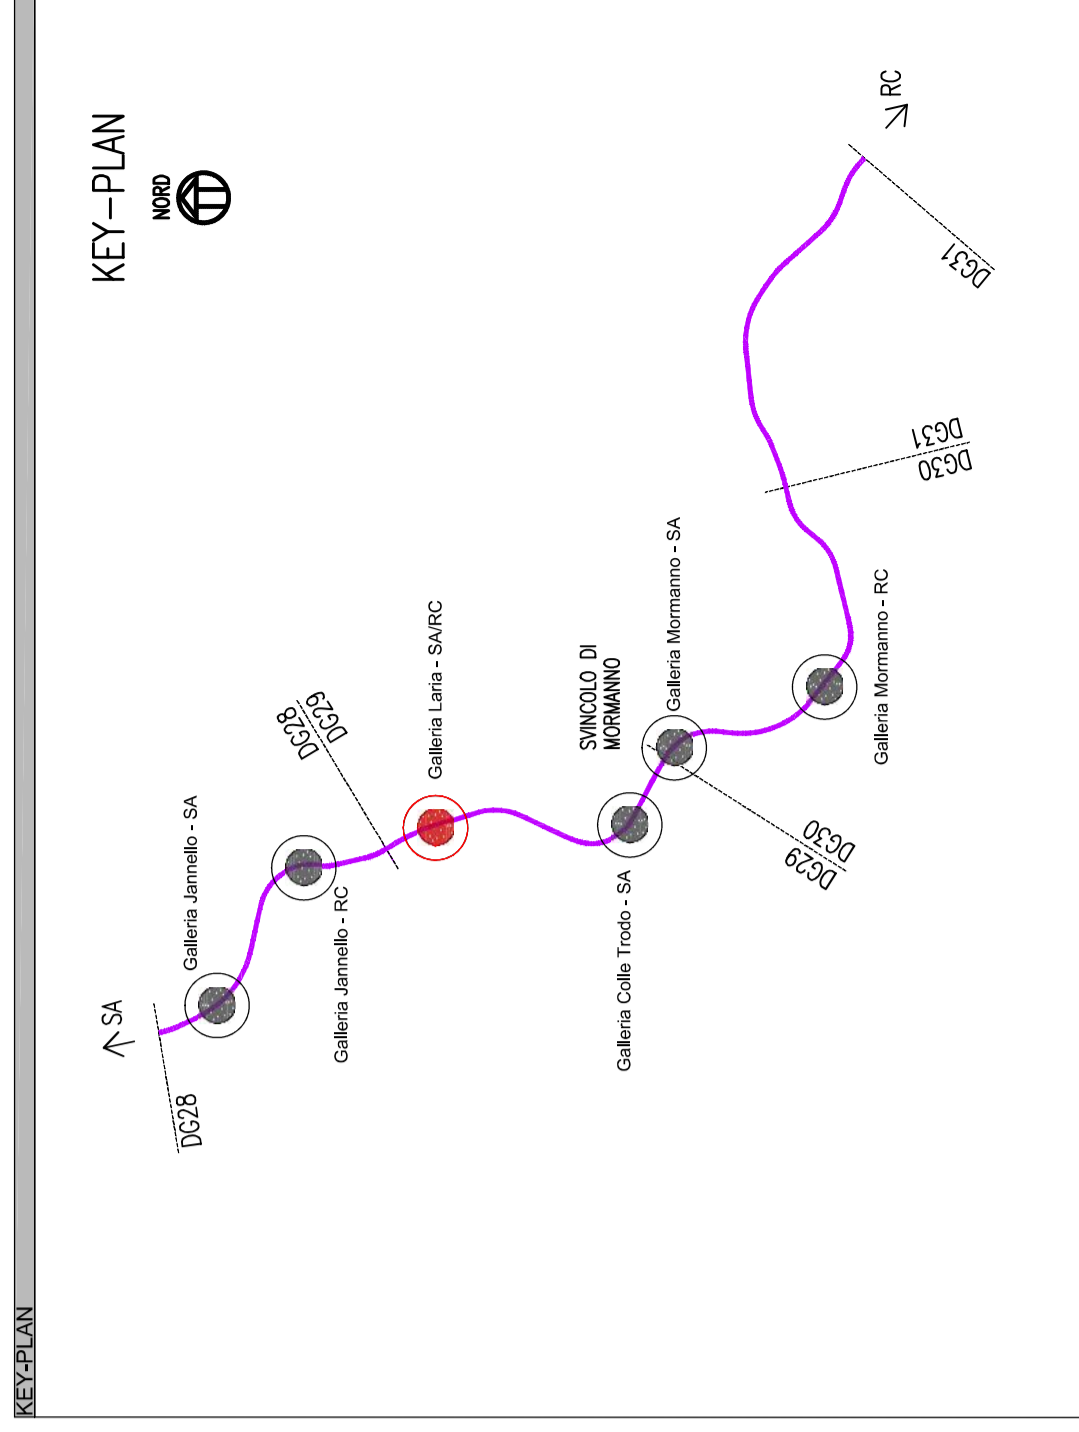 KEY-PLAN
KEY-PLAN
NORD
SA
DG28
Galleria Jannello - SA
Galleria Jannello - RC
DG28
DG29
Galleria Laria - SA/RC
Galleria Colle Trodo - SA
SVINCOLO DI
MORMANNO
Galleria Mormanno - SA
DG29
DG30
Galleria Mormanno - RC
DG30
DG31
DG31
RC